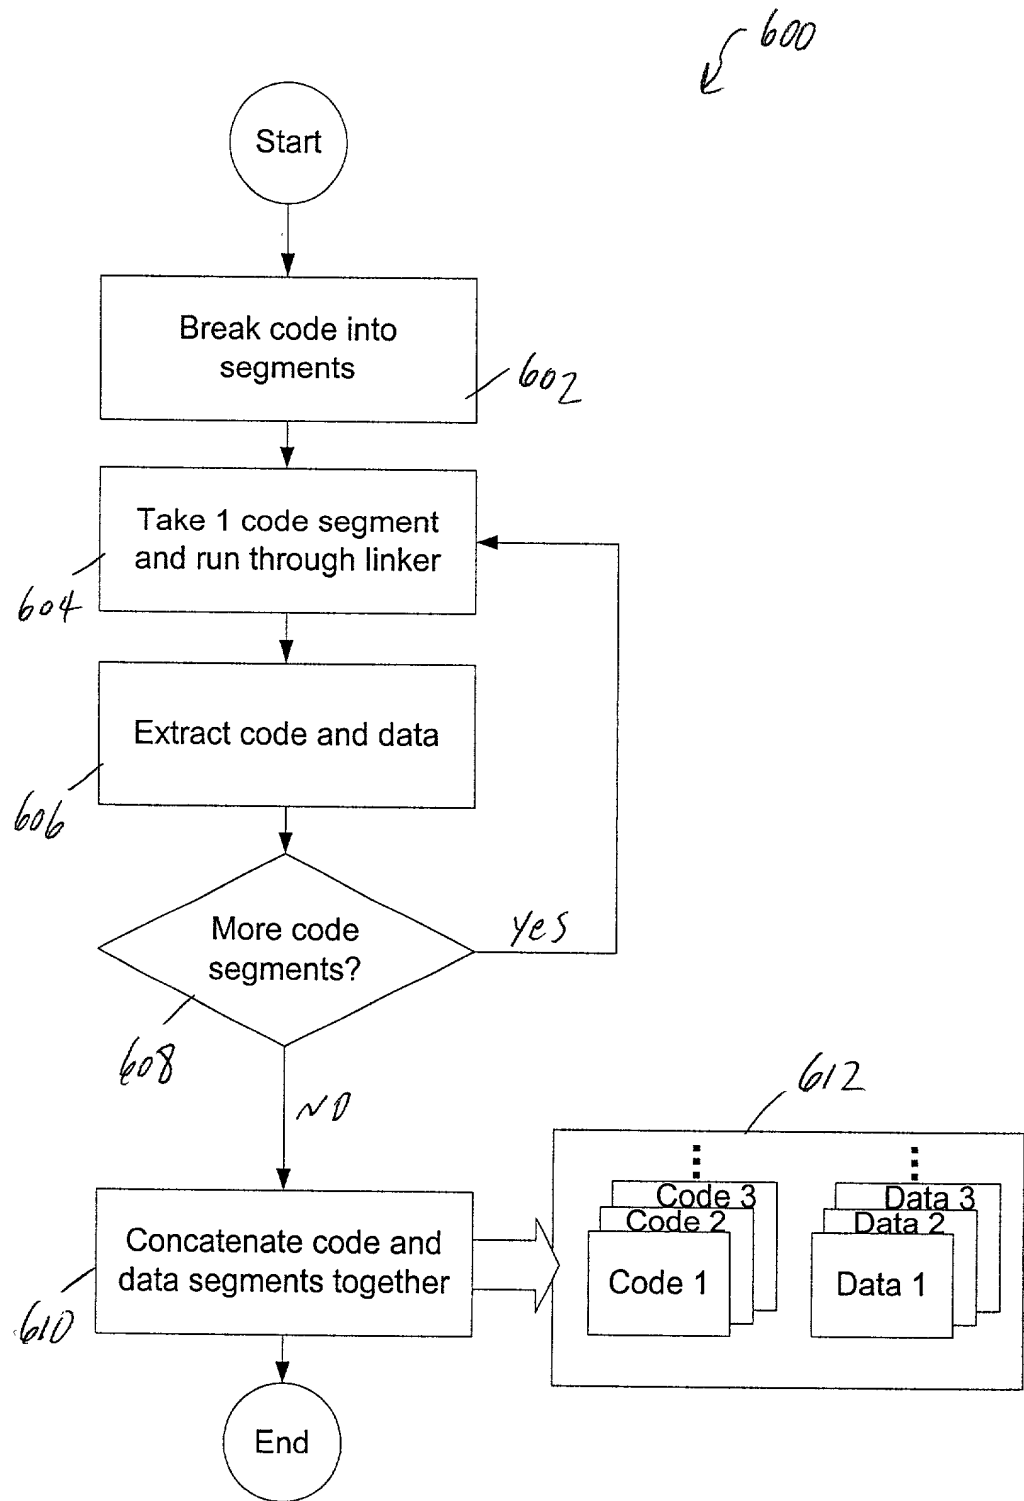 600
Start
Break code into
segments
602
Take 1 code segment
and run through linker
604
Extract code and data
606
More code
segments?
yes
608
NO
612
Code 3
Code 2
Code 1
Data 3
Data 2
Data 1
Concatenate code and
data segments together
610
End